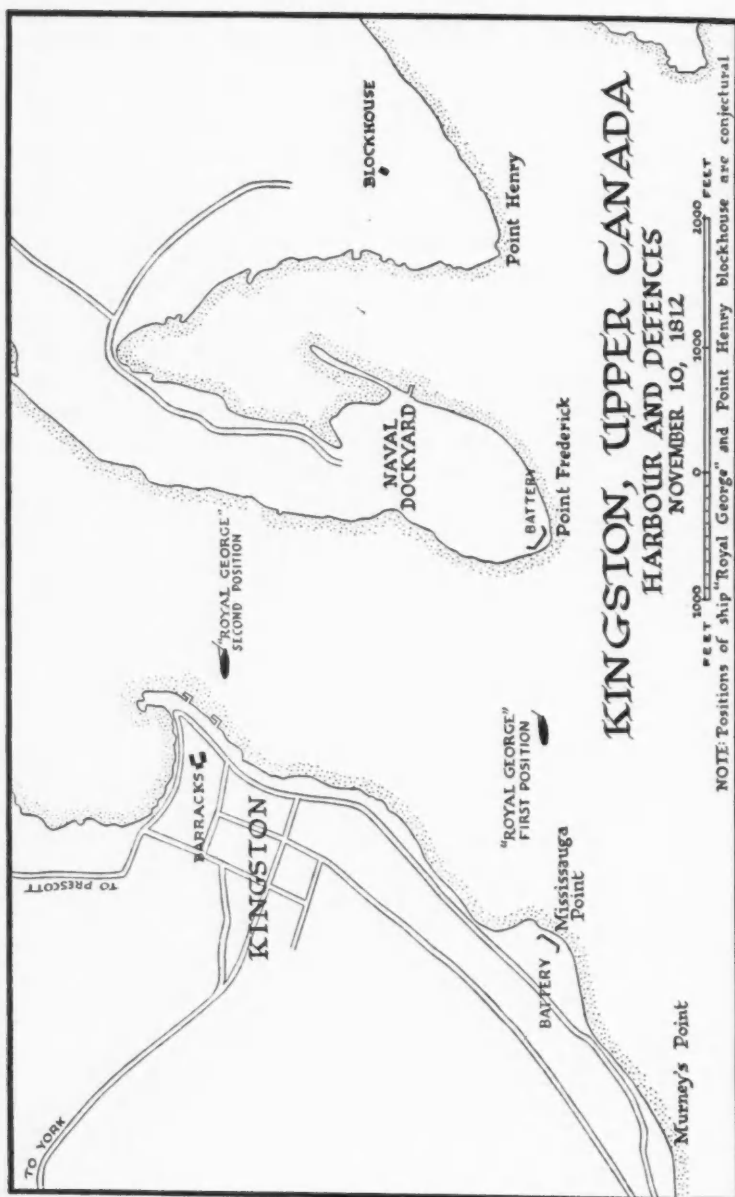 KINGSTON, UPPER CANADA
HARBOUR AND DEFENCES
NOVEMBER 10, 1812
FEET
1000
0
1000
2000
FEET
NOTE: Positions of ship "Royal George" and Point Henry blockhouse are conjectural
TO YORK
TO PRESCOTT
BARRACKS
KINGSTON
"ROYAL GEORGE"
SECOND POSITION
NAVAL
DOCKYARD
BLOCKHOUSE
Point Henry
BATTERY
Point Frederick
"ROYAL GEORGE"
FIRST POSITION
BATTERY
Mississauga
Point
Murney's Point